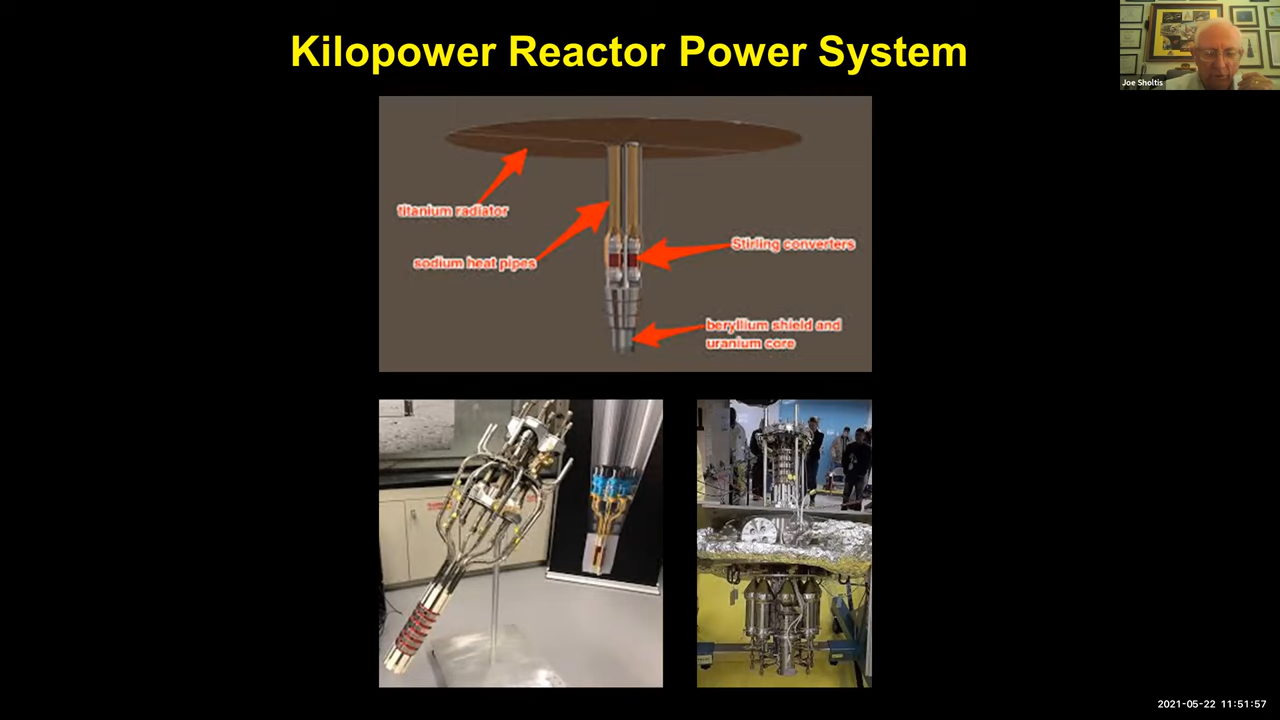 Kilopower Reactor Power System
Joe Sholtis
titanium radiator
sodium heat pipes
Stirling converters
beryllium shield and
uranium core
2021-05-22 11:51:57